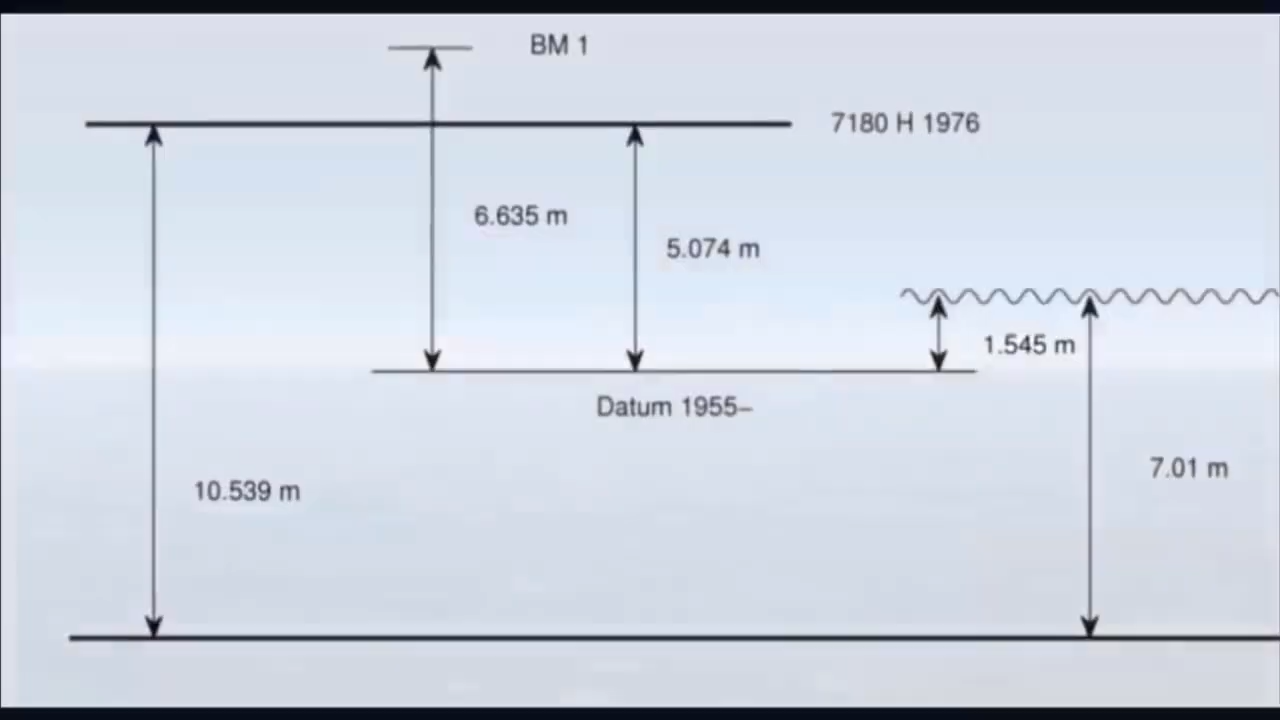 BM 1
7180 H 1976
6.635 m
5.074 m
1.545 m
Datum 1955–
7.01 m
10.539 m